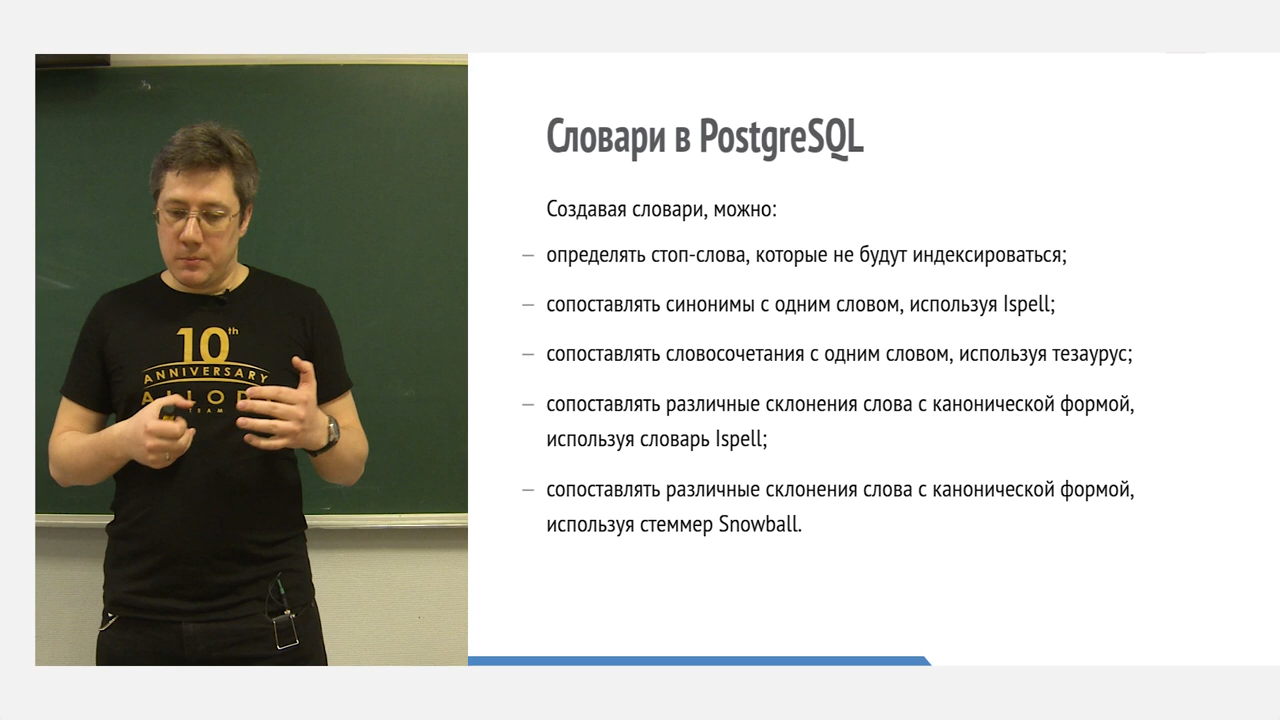 Словари в PostgreSQL
Создавая словари, можно:
– определять стоп-слова, которые не будут индексироваться;
– сопоставлять синонимы с одним словом, используя Ispell;
– сопоставлять словосочетания с одним словом, используя тезаурус;
– сопоставлять различные склонения слова с канонической формой,
используя словарь Ispell;
– сопоставлять различные склонения слова с канонической формой,
используя стеммер Snowball.
10th
ANNIVERSARY
ALLOD
TEAM